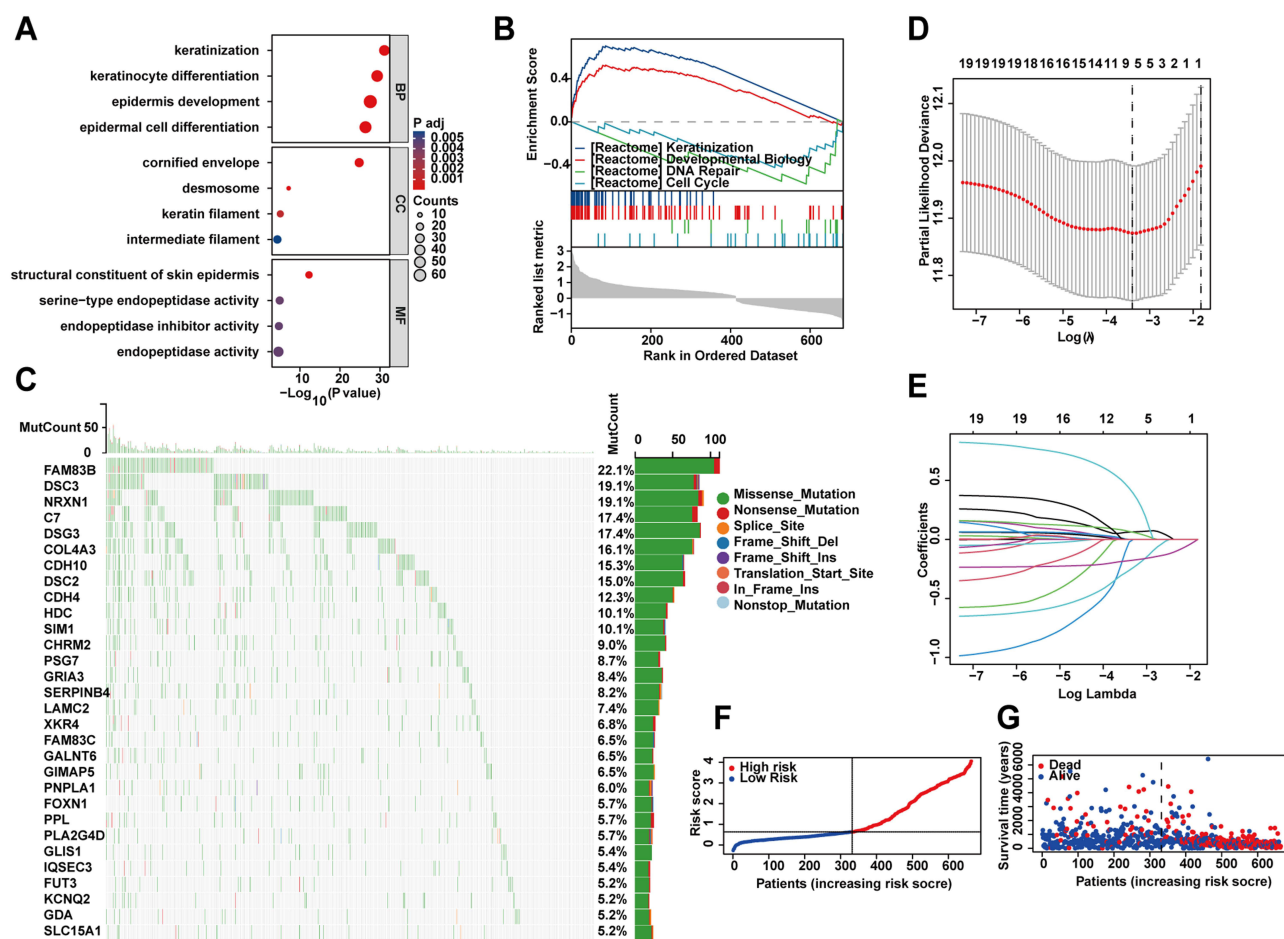 A
keratinization
keratinocyte differentiation
epidermis development
epidermal cell differentiation
BP
cornified envelope
desmosome
keratin filament
intermediate filament
CC
structural constituent of skin epidermis
serine-type endopeptidase activity
endopeptidase inhibitor activity
endopeptidase activity
MF
10 20 30
−Log10(P value)
P adj
0.005
0.004
0.003
0.002
0.001
Counts
10
20
30
40
50
60
B
Enrichment Score
0.4
0.0
−0.4
[Reactome] Keratinization
[Reactome] Developmental Biology
[Reactome] DNA Repair
[Reactome] Cell Cycle
Ranked list metric
3
2
1
0
−1
0 200 400 600
Rank in Ordered Dataset
D
19 19 19 19 19 18 16 16 15 14 11 9 5 5 3 2 1 1
Partial Likelihood Deviance
12.1
12.0
11.9
11.8
−7 −6 −5 −4 −3 −2
Log(λ)
C
MutCount 50
0
MutCount
0 50 100
FAM83B 22.1%
DSC3 19.1%
NRXN1 19.1%
C7 17.4%
DSG3 17.4%
COL4A3 16.1%
CDH10 15.3%
DSC2 15.0%
CDH4 12.3%
HDC 10.1%
SIM1 10.1%
CHRM2 9.0%
PSG7 8.7%
GRIA3 8.4%
SERPINB4 8.2%
LAMC2 7.4%
XKR4 6.8%
FAM83C 6.5%
GALNT6 6.5%
GIMAP5 6.5%
PNPLA1 6.0%
FOXN1 5.7%
PPL 5.7%
PLA2G4D 5.7%
GLIS1 5.4%
IQSEC3 5.4%
FUT3 5.2%
KCNQ2 5.2%
GDA 5.2%
SLC15A1 5.2%
Missense_Mutation
Nonsense_Mutation
Splice_Site
Frame_Shift_Del
Frame_Shift_Ins
Translation_Start_Site
In_Frame_Ins
Nonstop_Mutation
E
19 19 16 12 5 1
Coefficients
0.5
0.0
−0.5
−1.0
−7 −6 −5 −4 −3 −2
Log Lambda
F
High risk
Low Risk
Risk score
4
3
2
1
0
0 100 200 300 400 500 600
Patients (increasing risk socre)
G
Dead
Alive
Survival time (years)
0 1000 2000 4000 6000
0 100 200 300 400 500 600
Patients (increasing risk socre)